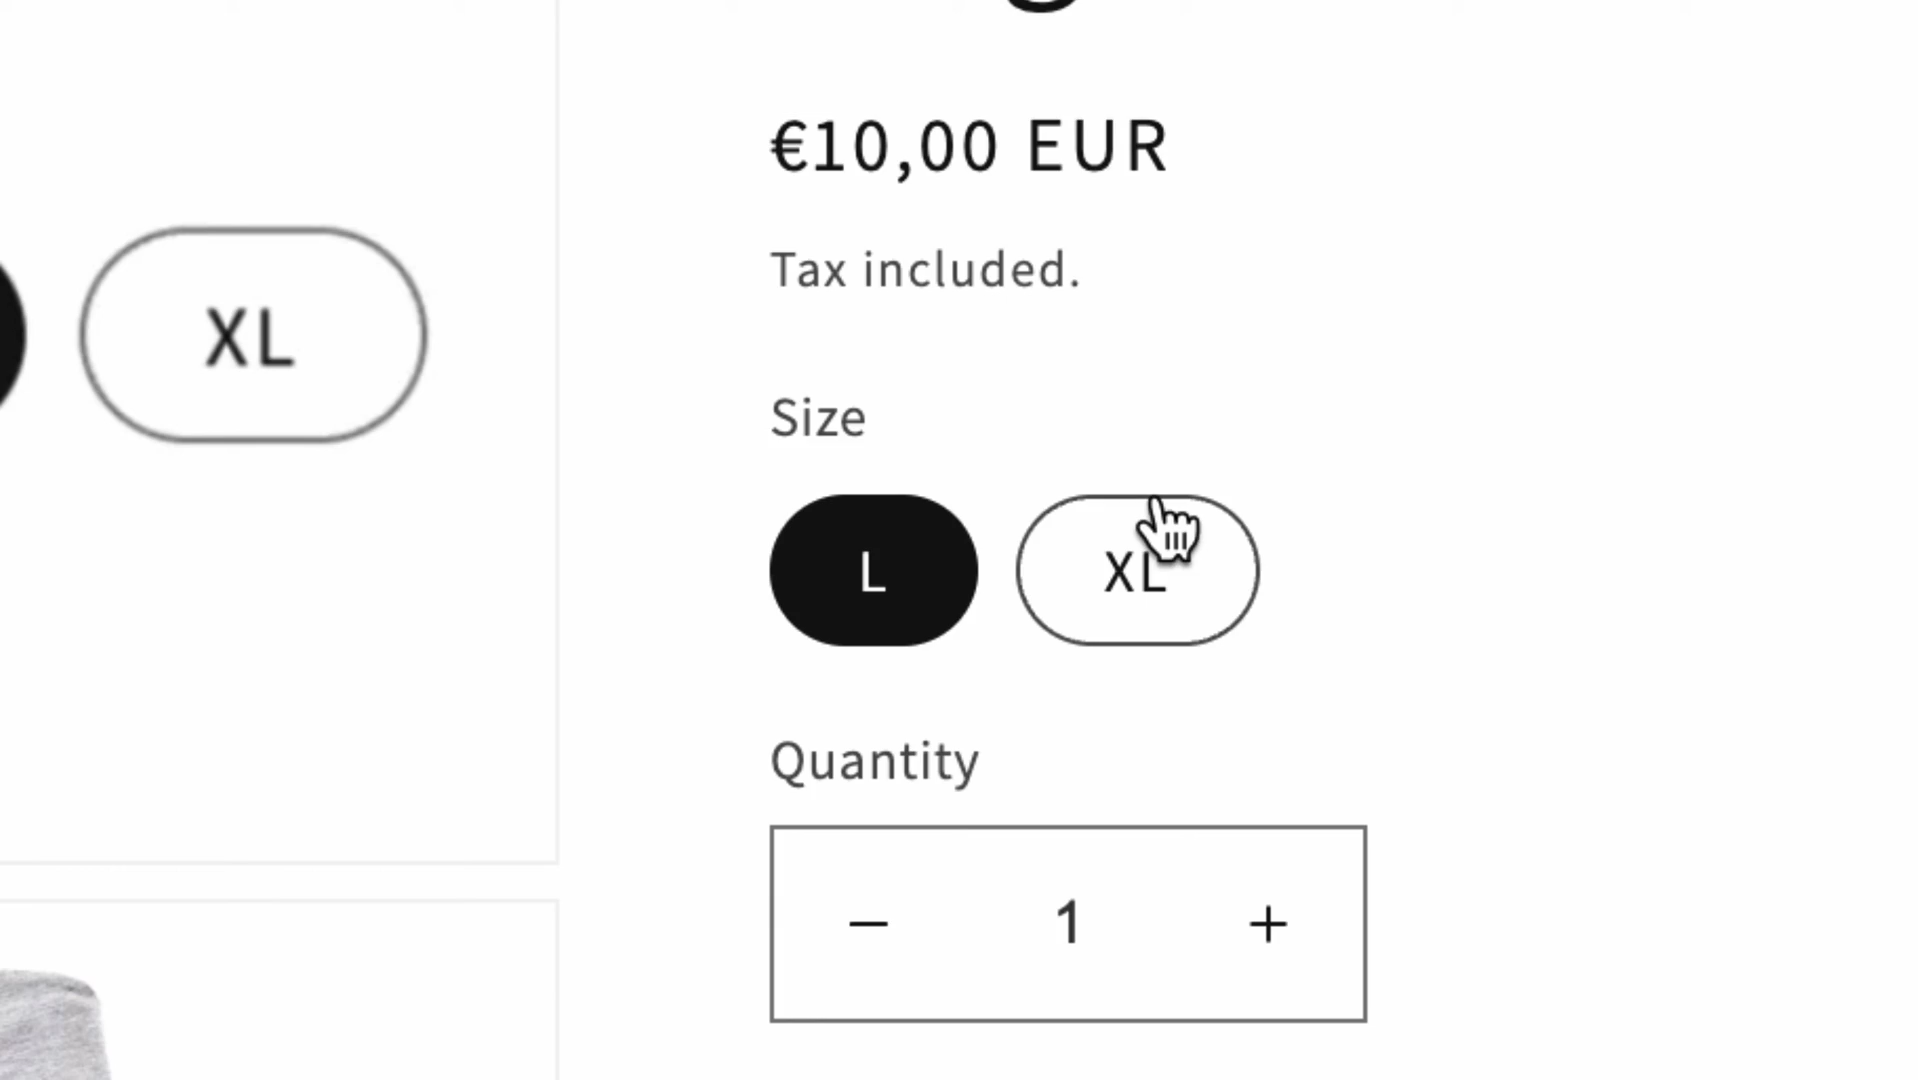 €10,00 EUR
Tax included.
XL
Size
L XL
Quantity
− 1 +